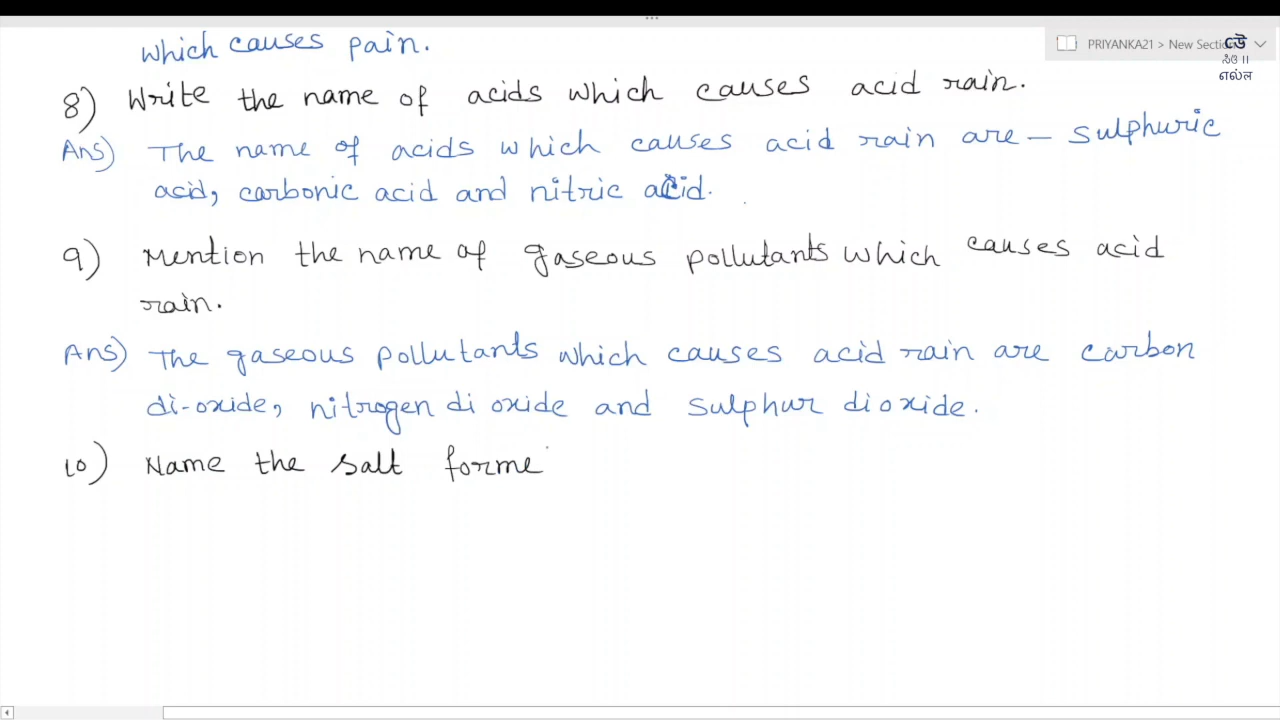 which causes pain.
PRIYANKA21 > New Section
8) Write the name of acids which causes acid rain.
Ans) The name of acids which causes acid rain are - sulphuric
acid, carbonic acid and nitric acid.
9) Mention the name of gaseous pollutants which causes acid
rain.
Ans) The gaseous pollutants which causes acid rain are carbon
di-oxide, nitrogen di oxide and sulphur dioxide.
10) Name the salt forme